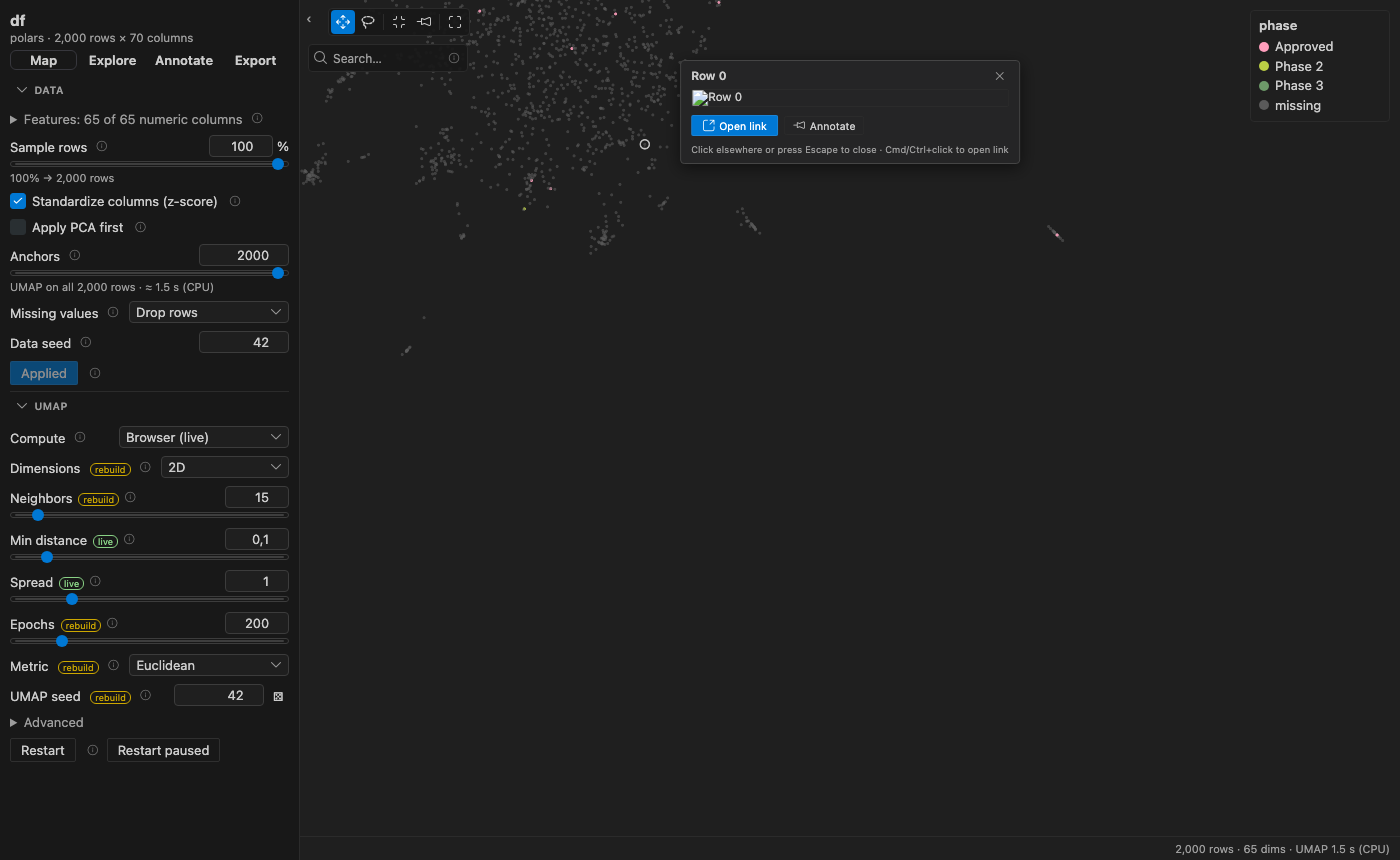 df
polars · 2,000 rows × 70 columns
Map Explore Annotate Export
DATA
Features: 65 of 65 numeric columns
Sample rows 100 %
100% → 2,000 rows
Standardize columns (z-score)
Apply PCA first
Anchors 2000
UMAP on all 2,000 rows · ≈ 1.5 s (CPU)
Missing values Drop rows
Data seed 42
Applied
UMAP
Compute Browser (live)
Dimensions rebuild 2D
Neighbors rebuild 15
Min distance live 0,1
Spread live 1
Epochs rebuild 200
Metric rebuild Euclidean
UMAP seed rebuild 42
Advanced
Restart Restart paused
Search...
Row 0
Row 0
Open link Annotate
Click elsewhere or press Escape to close · Cmd/Ctrl+click to open link
phase
Approved
Phase 2
Phase 3
missing
2,000 rows · 65 dims · UMAP 1.5 s (CPU)